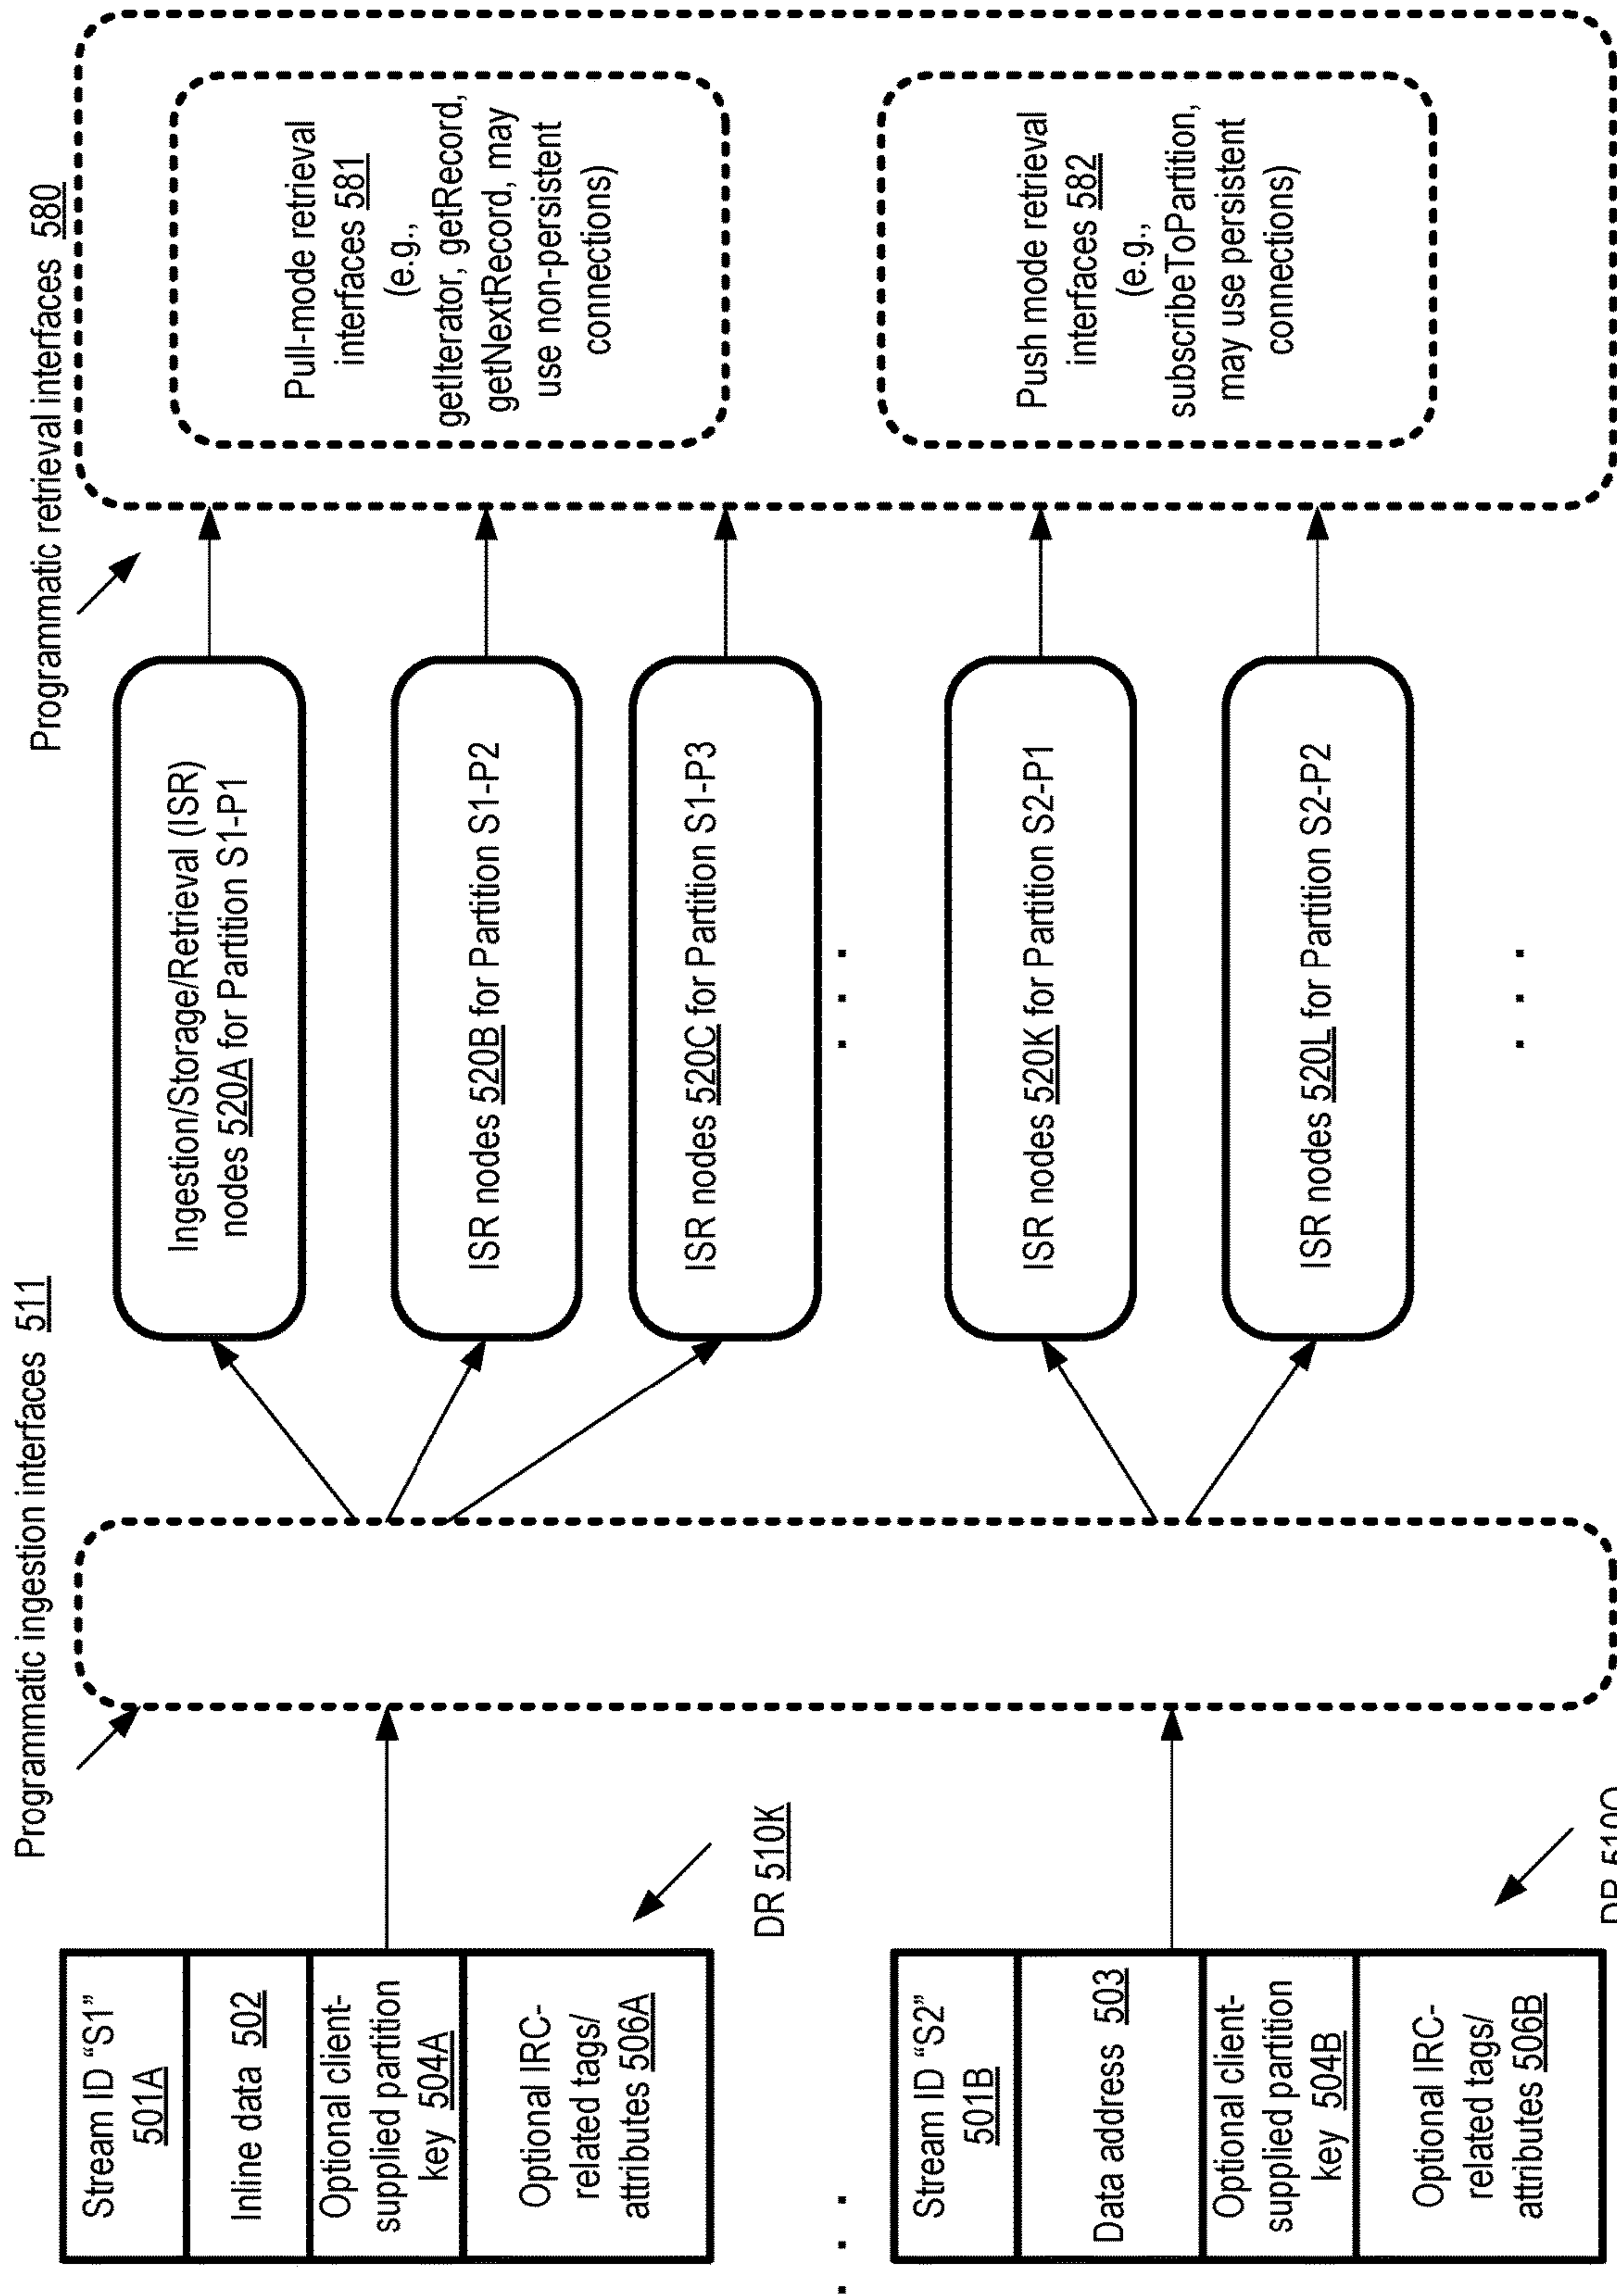 Programmatic ingestion interfaces 511
Programmatic retrieval interfaces 580
Stream ID “S1”
501A
Inline data 502
Optional client-
supplied partition
key 504A
Optional IRC-
related tags/
attributes 506A
DR 510K
. . .
Stream ID “S2”
501B
Data address 503
Optional client-
supplied partition
key 504B
Optional IRC-
related tags/
attributes 506B
Ingestion/Storage/Retrieval (ISR)
nodes 520A for Partition S1-P1
ISR nodes 520B for Partition S1-P2
ISR nodes 520C for Partition S1-P3
. . .
ISR nodes 520K for Partition S2-P1
ISR nodes 520L for Partition S2-P2
. . .
Pull-mode retrieval
interfaces 581
(e.g.,
getIterator, getRecord,
getNextRecord, may
use non-persistent
connections)
Push mode retrieval
interfaces 582
(e.g.,
subscribeToPartition,
may use persistent
connections)